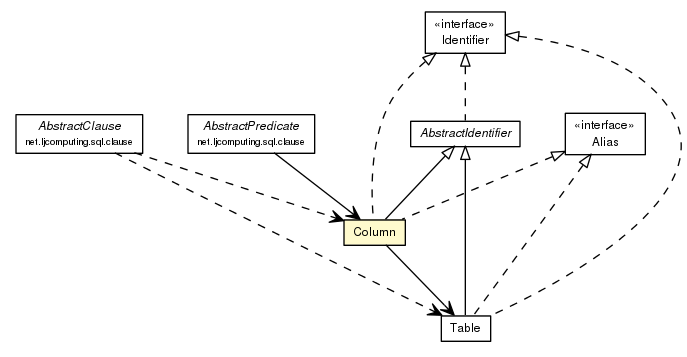 «interface»
Identifier
AbstractClause
net.ljcomputing.sql.clause
AbstractPredicate
net.ljcomputing.sql.clause
AbstractIdentifier
«interface»
Alias
Column
Table